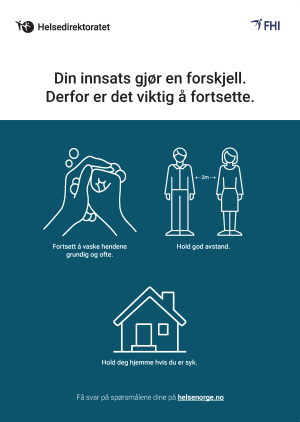 Helsedirektoratet
FHI
Din innsats gjør en forskjell.
Derfor er det viktig å fortsette.
2m
Fortsett å vaske hendene
grundig og ofte.
Hold god avstand.
Hold deg hjemme hvis du er syk.
Få svar på spørsmålene dine på helsenorge.no